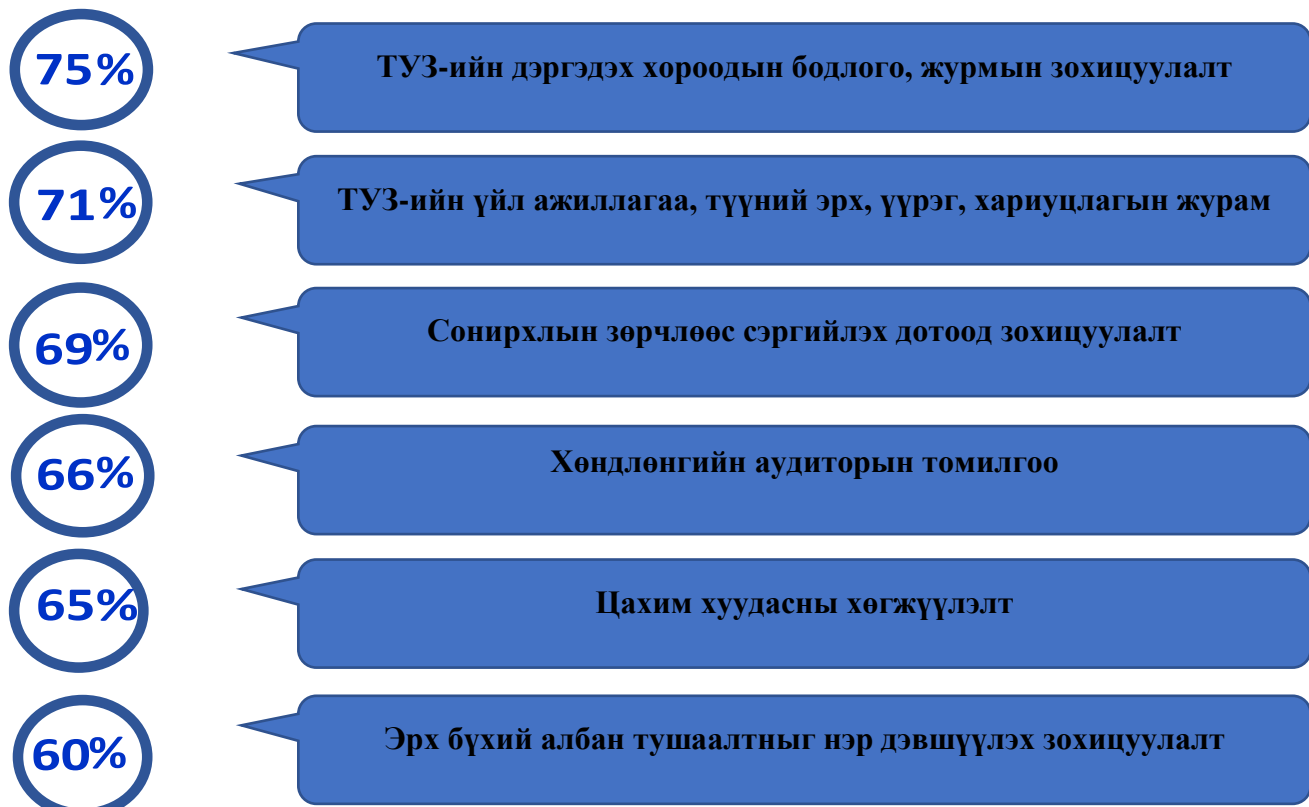 75%
ТУЗ-ийн дэргэдэх хороодын бодлого, журмын зохицуулалт
71%
ТУЗ-ийн үйл ажиллагаа, түүний эрх, үүрэг, хариуцлагын журам
69%
Сонирхлын зөрчлөөс сэргийлэх дотоод зохицуулалт
66%
Хөндлөнгийн аудиторын томилгоо
65%
Цахим хуудасны хөгжүүлэлт
60%
Эрх бүхий албан тушаалтныг нэр дэвшүүлэх зохицуулалт